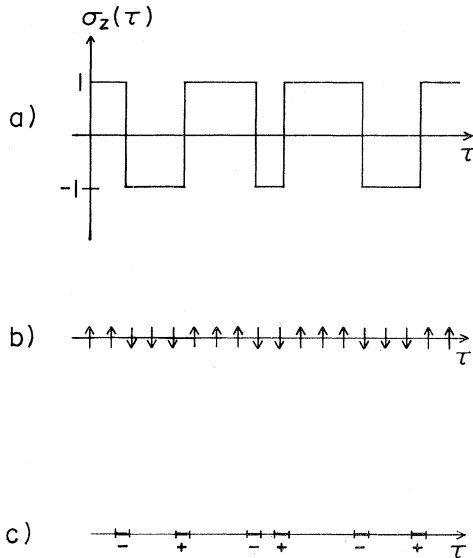 σz(τ)
1
a)
τ
-1
b)
τ
c)
- + - + - + τ